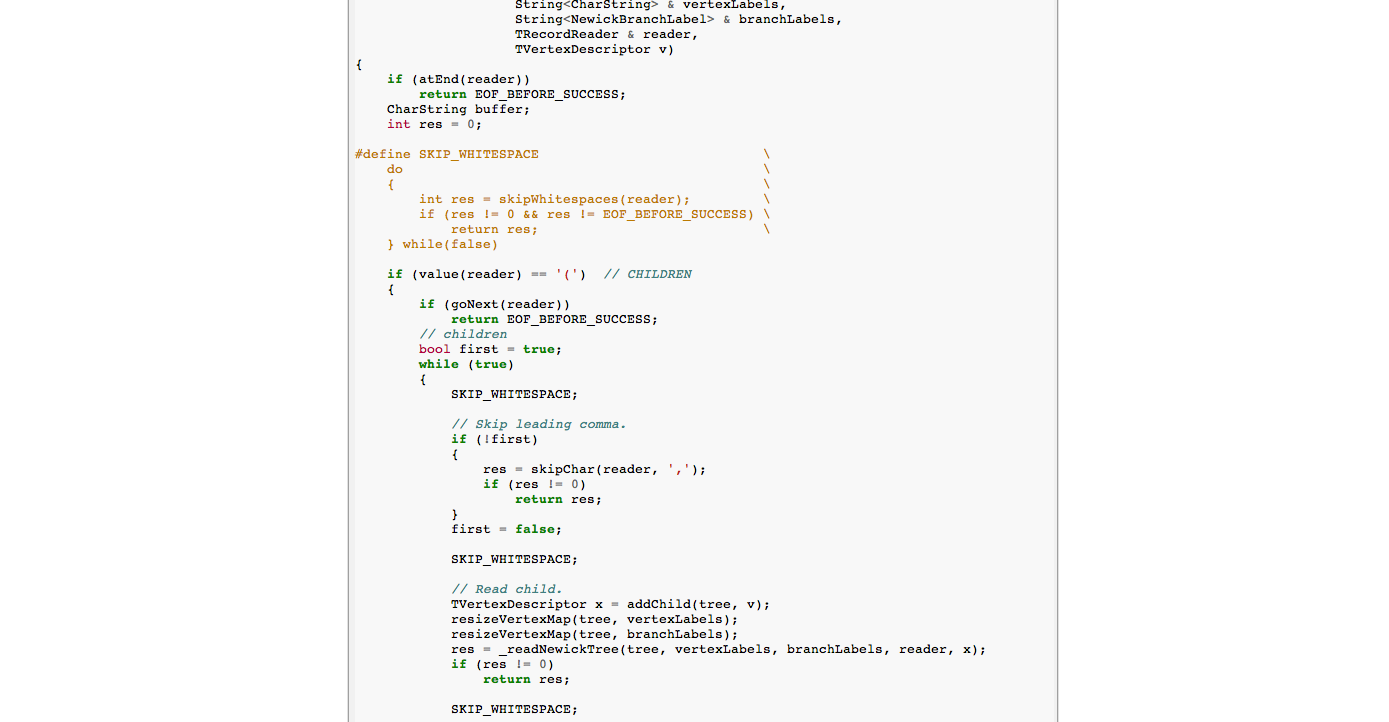 String<CharString> & vertexLabels,
String<NewickBranchLabel> & branchLabels,
TRecordReader & reader,
TVertexDescriptor v)
{
if (atEnd(reader))
return EOF_BEFORE_SUCCESS;
CharString buffer;
int res = 0;
#define SKIP_WHITESPACE \
do \
{ \
int res = skipWhitespaces(reader); \
if (res != 0 && res != EOF_BEFORE_SUCCESS) \
return res; \
} while(false)
if (value(reader) == '(') // CHILDREN
{
if (goNext(reader))
return EOF_BEFORE_SUCCESS;
// children
bool first = true;
while (true)
{
SKIP_WHITESPACE;
// Skip leading comma.
if (!first)
{
res = skipChar(reader, ',');
if (res != 0)
return res;
}
first = false;
SKIP_WHITESPACE;
// Read child.
TVertexDescriptor x = addChild(tree, v);
resizeVertexMap(tree, vertexLabels);
resizeVertexMap(tree, branchLabels);
res = _readNewickTree(tree, vertexLabels, branchLabels, reader, x);
if (res != 0)
return res;
SKIP_WHITESPACE;